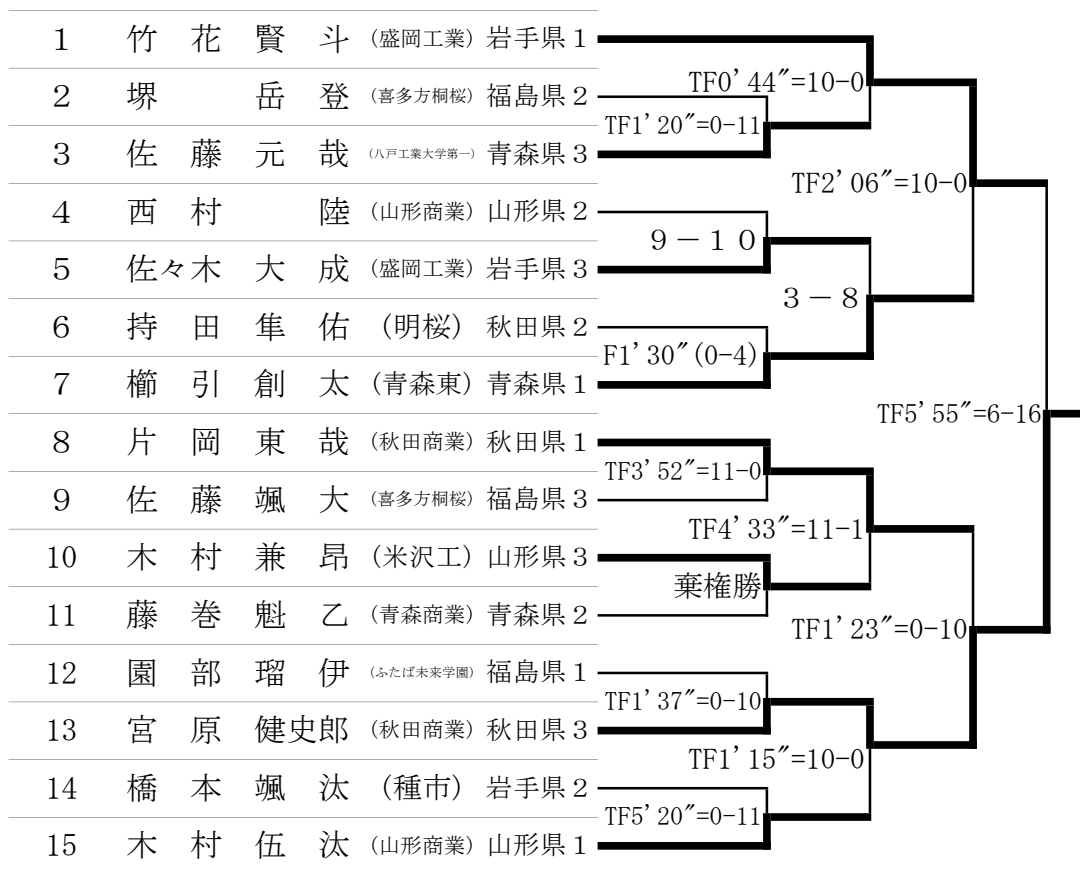 1 竹花賢斗 (盛岡工業) 岩手県1
TF0'44″=10-0
2 堺岳登 (喜多方桐桜) 福島県2
TF1'20″=0-11
3 佐藤元哉 (八戸工業大学第一) 青森県3
TF2'06″=10-0
4 西村陸 (山形商業) 山形県2
9－10
5 佐々木大成 (盛岡工業) 岩手県3
3－8
6 持田隼佑 (明桜) 秋田県2
F1'30″(0-4)
7 櫛引創太 (青森東) 青森県1
TF5'55″=6-16
8 片岡東哉 (秋田商業) 秋田県1
TF3'52″=11-0
9 佐藤颯大 (喜多方桐桜) 福島県3
TF4'33″=11-1
10 木村兼昂 (米沢工) 山形県3
棄権勝
11 藤巻魁乙 (青森商業) 青森県2
TF1'23″=0-10
12 園部瑠伊 (ふたば未来学園) 福島県1
TF1'37″=0-10
13 宮原健史郎 (秋田商業) 秋田県3
TF1'15″=10-0
14 橋本颯汰 (種市) 岩手県2
TF5'20″=0-11
15 木村伍汰 (山形商業) 山形県1